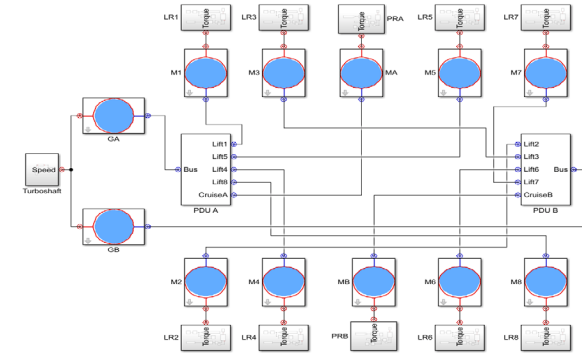 LR1 Torque LR3 Torque Torque PRA LR5 Torque LR7 Torque
M1 M3 MA M5 M7
GA
Lift1 Lift2
Lift5 Lift3
Speed Bus Lift4 Lift6 Bus
Lift8 Lift7
Turboshaft CruiseA CruiseB
PDU A PDU B
GB
M2 M4 MB M6 M8
LR2 Torque LR4 Torque PRB Torque LR6 Torque LR8 Torque